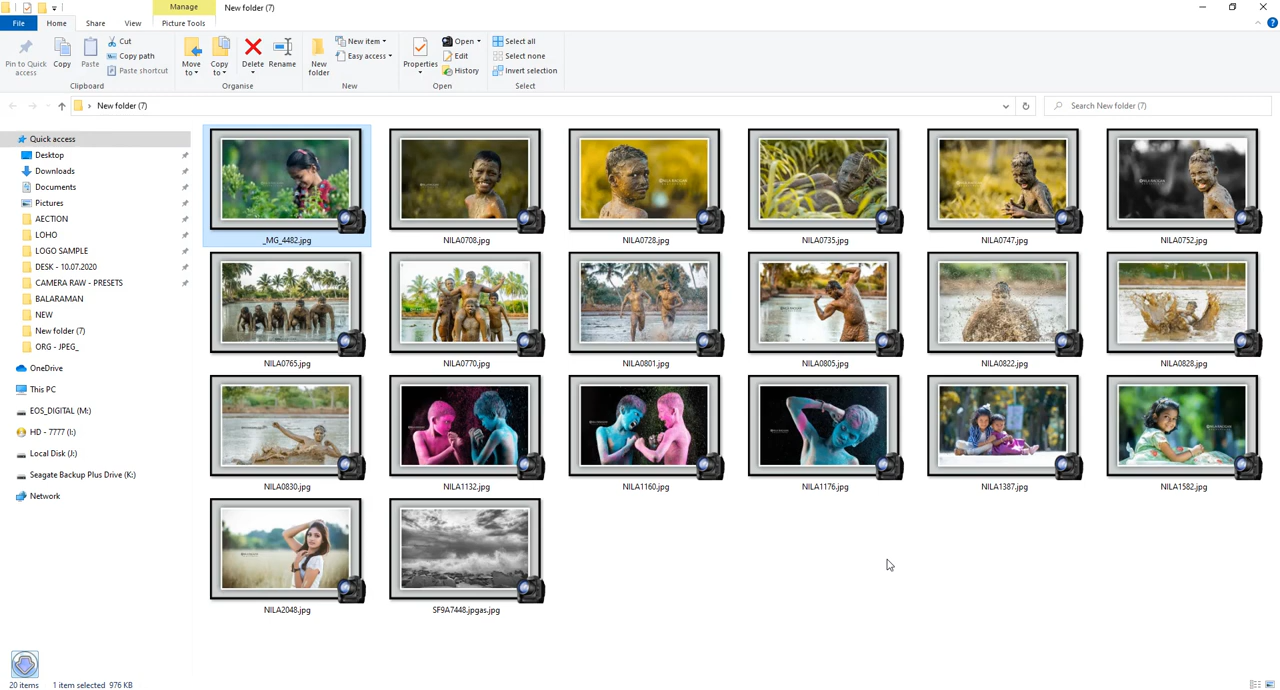 Manage
New folder (7)
File
Home
Share
View
Picture Tools
Pin to Quick access
Copy
Paste
Cut
Copy path
Paste shortcut
Clipboard
Move to
Copy to
Delete
Rename
Organise
New folder
New item
Easy access
New
Properties
Open
Edit
History
Open
Select all
Select none
Invert selection
Select
New folder (7)
Search New folder (7)
Quick access
Desktop
Downloads
Documents
Pictures
AECTION
LOHO
LOGO SAMPLE
DESK - 10.07.2020
CAMERA RAW - PRESETS
BALARAMAN
NEW
New folder (7)
ORG - JPEG_
OneDrive
This PC
EOS_DIGITAL (M:)
HD - 7777 (I:)
Local Disk (J:)
Seagate Backup Plus Drive (K:)
Network
_MG_4482.jpg
NILA0708.jpg
NILA0728.jpg
NILA0735.jpg
NILA0747.jpg
NILA0752.jpg
NILA0765.jpg
NILA0770.jpg
NILA0801.jpg
NILA0805.jpg
NILA0822.jpg
NILA0828.jpg
NILA0830.jpg
NILA1132.jpg
NILA1160.jpg
NILA1176.jpg
NILA1387.jpg
NILA1582.jpg
NILA2048.jpg
SF9A7448.jpgas.jpg
20 items
1 item selected 976 KB